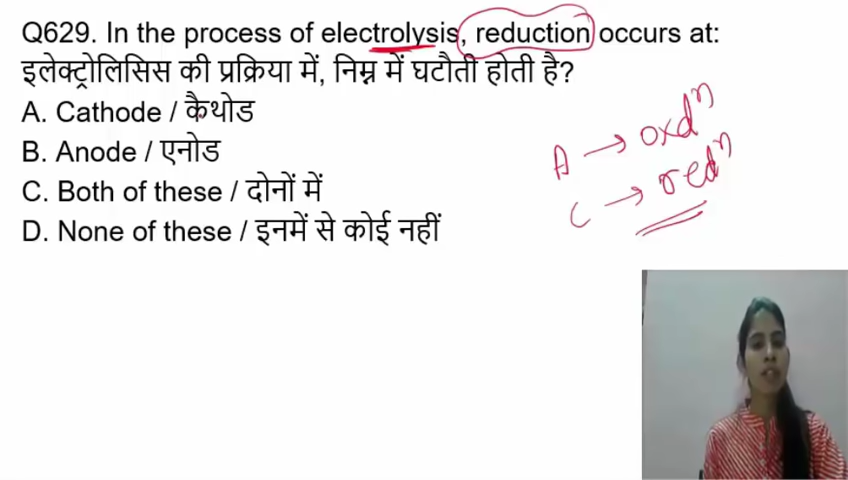 Q629. In the process of electrolysis, reduction occurs at:
इलेक्ट्रोलिसिस की प्रक्रिया में, निम्न में घटौती होती है?
A. Cathode / कैथोड
B. Anode / एनोड
C. Both of these / दोनों में
D. None of these / इनमें से कोई नहीं
A → oxdⁿ
C → redⁿ